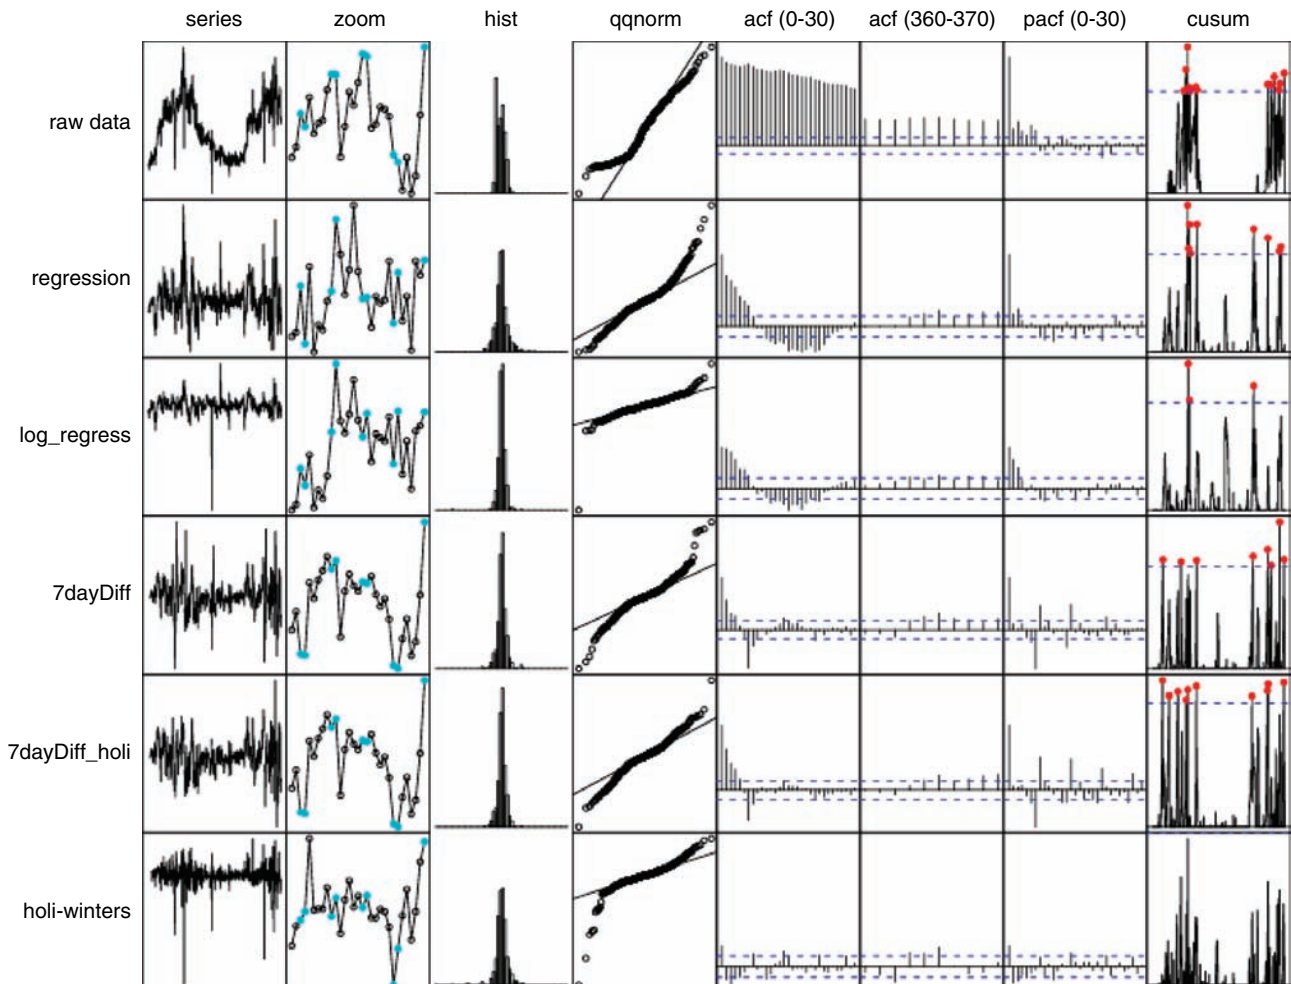 series zoom hist qqnorm acf (0-30) acf (360-370) pacf (0-30) cusum
raw data
regression
log_regress
7dayDiff
7dayDiff_holi
holi-winters